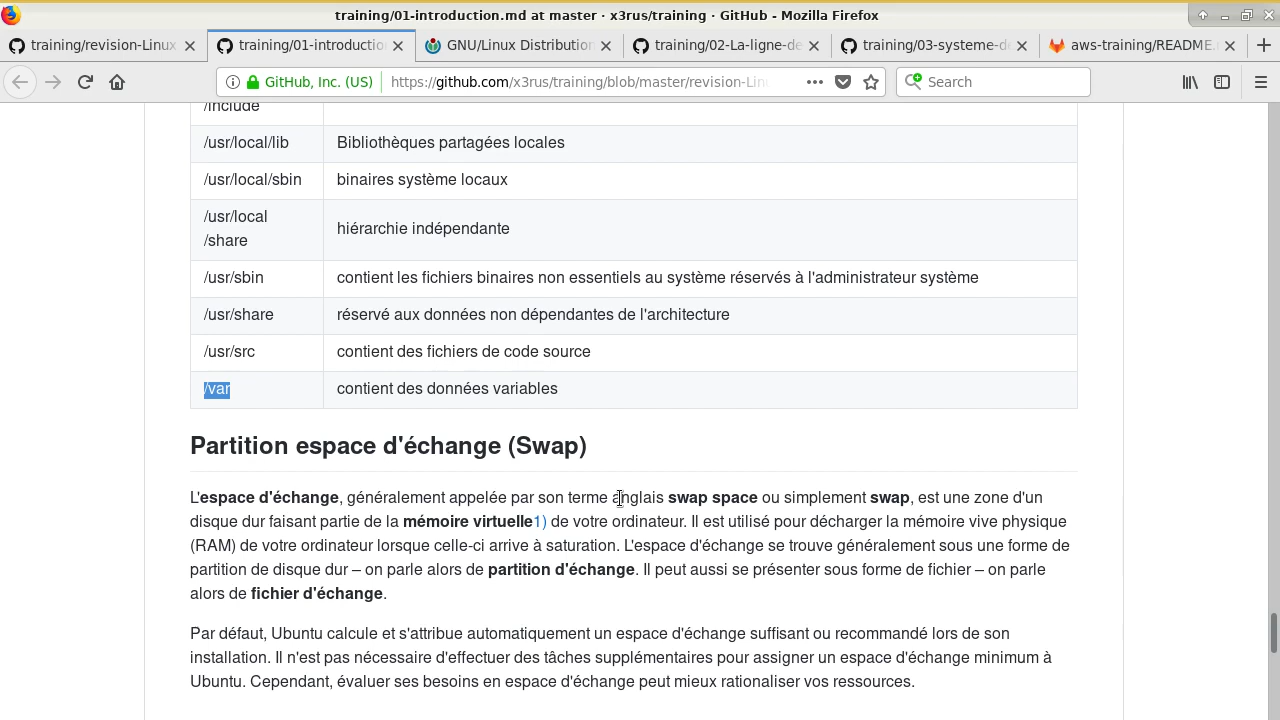 training/01-introduction.md at master · x3rus/training · GitHub - Mozilla Firefox
training/revision-Linux
training/01-introductio
GNU/Linux Distribution
training/02-La-ligne-de
training/03-systeme-d
aws-training/README.
GitHub, Inc. (US)
https://github.com/x3rus/training/blob/master/revision-Lin
Search
/include
/usr/local/lib Bibliothèques partagées locales
/usr/local/sbin binaires système locaux
/usr/local
/share hiérarchie indépendante
/usr/sbin contient les fichiers binaires non essentiels au système réservés à l'administrateur système
/usr/share réservé aux données non dépendantes de l'architecture
/usr/src contient des fichiers de code source
/var contient des données variables
Partition espace d'échange (Swap)
L'espace d'échange, généralement appelée par son terme anglais swap space ou simplement swap, est une zone d'un
disque dur faisant partie de la mémoire virtuelle1) de votre ordinateur. Il est utilisé pour décharger la mémoire vive physique
(RAM) de votre ordinateur lorsque celle-ci arrive à saturation. L'espace d'échange se trouve généralement sous une forme de
partition de disque dur – on parle alors de partition d'échange. Il peut aussi se présenter sous forme de fichier – on parle
alors de fichier d'échange.
Par défaut, Ubuntu calcule et s'attribue automatiquement un espace d'échange suffisant ou recommandé lors de son
installation. Il n'est pas nécessaire d'effectuer des tâches supplémentaires pour assigner un espace d'échange minimum à
Ubuntu. Cependant, évaluer ses besoins en espace d'échange peut mieux rationaliser vos ressources.